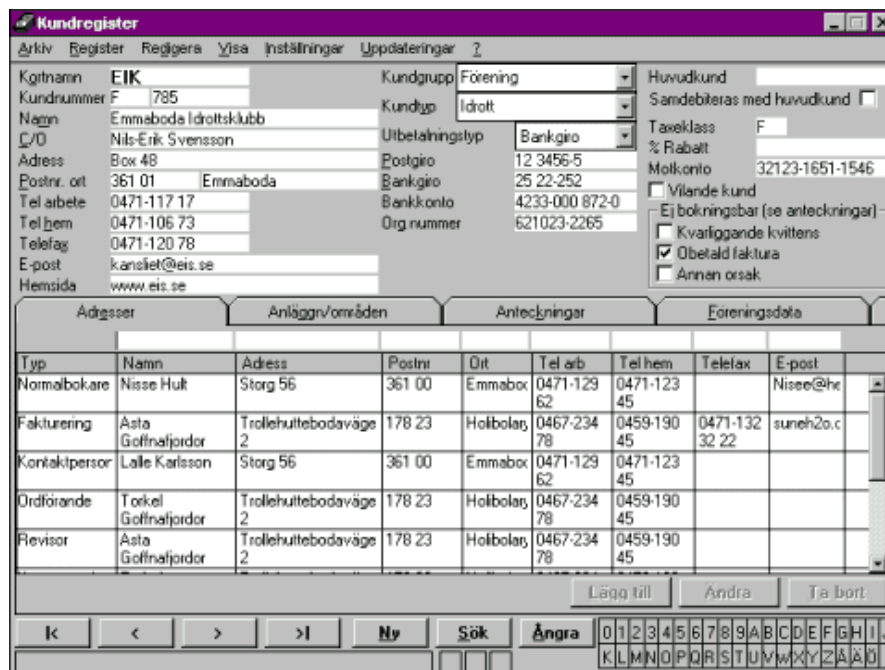 Kundregister
Arkiv Register Redigera Visa Inställningar Uppdateringar ?
Kortnamn EIK
Kundnummer F 785
Namn Emmaboda Idrottsklubb
C/O Nils-Erik Svensson
Adress Box 48
Postnr. ort 361 01 Emmaboda
Tel arbete 0471-117 17
Tel hem 0471-106 73
Telefax 0471-120 78
E-post kansliet@eis.se
Hemsida www.eis.se
Kundgrupp Förening
Kundtyp Idrott
Utbetalningstyp Bankgiro
Postgiro 12 3456-5
Bankgiro 25 22-252
Bankkonto 4233-000 872-0
Org nummer 621023-2265
Huvudkund
Samdebiteras med huvudkund
Taxeklass F
% Rabatt
Motkonto 32123-1651-1546
Vilande kund
Ej bokningsbar (se anteckningar)
Kvarliggande kvittens
Obetald faktura
Annan orsak
Adresser Anläggn/områden Anteckningar Föreningsdata
Typ Namn Adress Postnr Ort Tel arb Tel hem Telefax E-post
Normalbokare Nisse Hult Storg 56 361 00 Emmabox 0471-129 0471-123 Nisee@he
62 45
Fakturering Asta Trollehuttebodaväge 178 23 Holibolarj 0467-234 0459-190 0471-132 suneh2o.c
Goffnafjordor 2 78 45 32 22
Kontaktperson Lalle Karlsson Storg 56 361 00 Emmabox 0471-129 0471-123
62 45
Ordförande Torkel Trollehuttebodaväge 178 23 Holibolarj 0467-234 0459-190
Goffnafjordor 2 78 45
Revisor Asta Trollehuttebodaväge 178 23 Holibolarj 0467-234 0459-190
Goffnafjordor 2 78 45
Lägg till Ändra Ta bort
|< < > >| Ny Sök Ångra 0 1 2 3 4 5 6 7 8 9 A B C D E F G H I
K L M N O P Q R S T U V W X Y Z Å Ä Ö